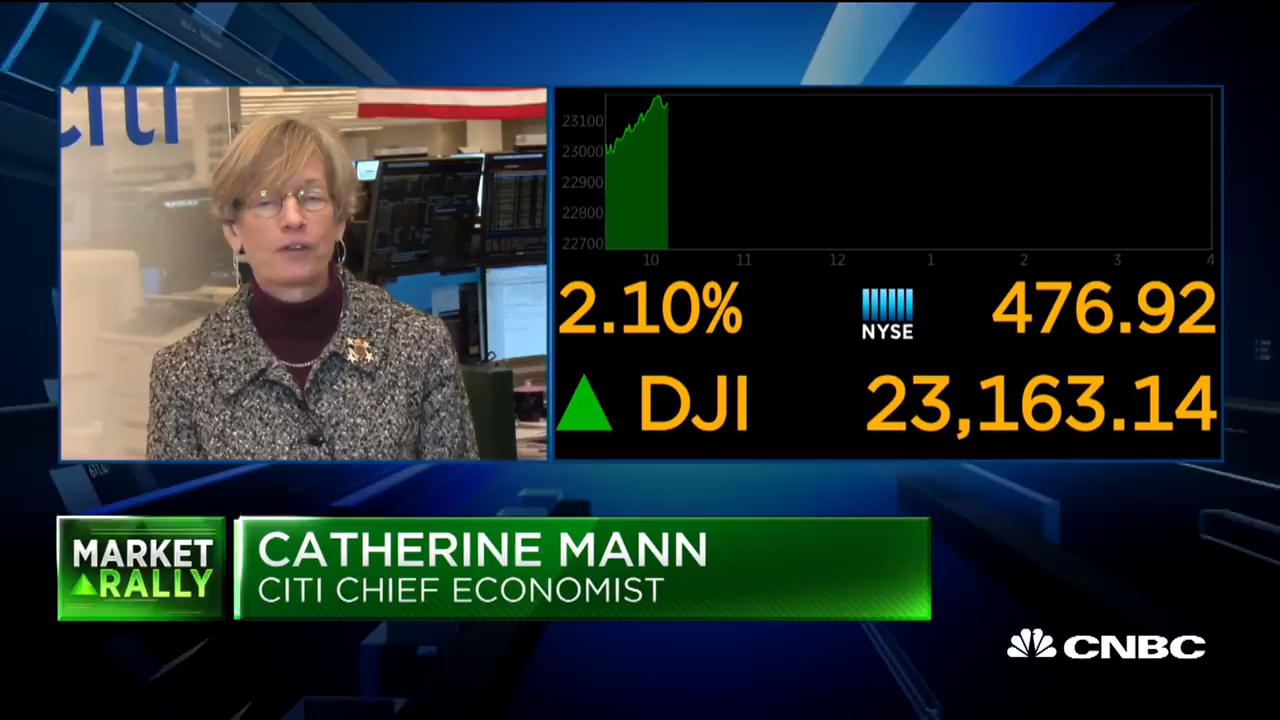 citi
23100
23000
22900
22800
22700
10 11 12 1 2 3 4
2.10% NYSE 476.92
DJI 23,163.14
MARKET
RALLY
CATHERINE MANN
CITI CHIEF ECONOMIST
CNBC